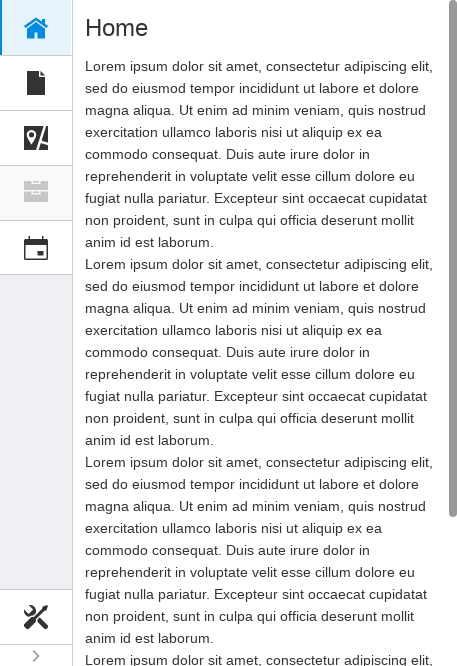 Home
Lorem ipsum dolor sit amet, consectetur adipiscing elit,
sed do eiusmod tempor incididunt ut labore et dolore
magna aliqua. Ut enim ad minim veniam, quis nostrud
exercitation ullamco laboris nisi ut aliquip ex ea
commodo consequat. Duis aute irure dolor in
reprehenderit in voluptate velit esse cillum dolore eu
fugiat nulla pariatur. Excepteur sint occaecat cupidatat
non proident, sunt in culpa qui officia deserunt mollit
anim id est laborum.
Lorem ipsum dolor sit amet, consectetur adipiscing elit,
sed do eiusmod tempor incididunt ut labore et dolore
magna aliqua. Ut enim ad minim veniam, quis nostrud
exercitation ullamco laboris nisi ut aliquip ex ea
commodo consequat. Duis aute irure dolor in
reprehenderit in voluptate velit esse cillum dolore eu
fugiat nulla pariatur. Excepteur sint occaecat cupidatat
non proident, sunt in culpa qui officia deserunt mollit
anim id est laborum.
Lorem ipsum dolor sit amet, consectetur adipiscing elit,
sed do eiusmod tempor incididunt ut labore et dolore
magna aliqua. Ut enim ad minim veniam, quis nostrud
exercitation ullamco laboris nisi ut aliquip ex ea
commodo consequat. Duis aute irure dolor in
reprehenderit in voluptate velit esse cillum dolore eu
fugiat nulla pariatur. Excepteur sint occaecat cupidatat
non proident, sunt in culpa qui officia deserunt mollit
anim id est laborum.
Lorem ipsum dolor sit amet, consectetur adipiscing elit,